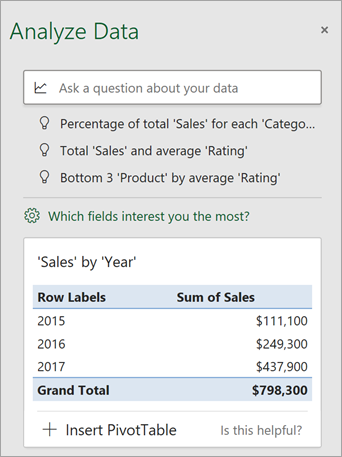 Analyze Data ×
Ask a question about your data
Percentage of total 'Sales' for each 'Catego...
Total 'Sales' and average 'Rating'
Bottom 3 'Product' by average 'Rating'
Which fields interest you the most?
'Sales' by 'Year'
Row Labels Sum of Sales
2015 $111,100
2016 $249,300
2017 $437,900
Grand Total $798,300
Insert PivotTable Is this helpful?